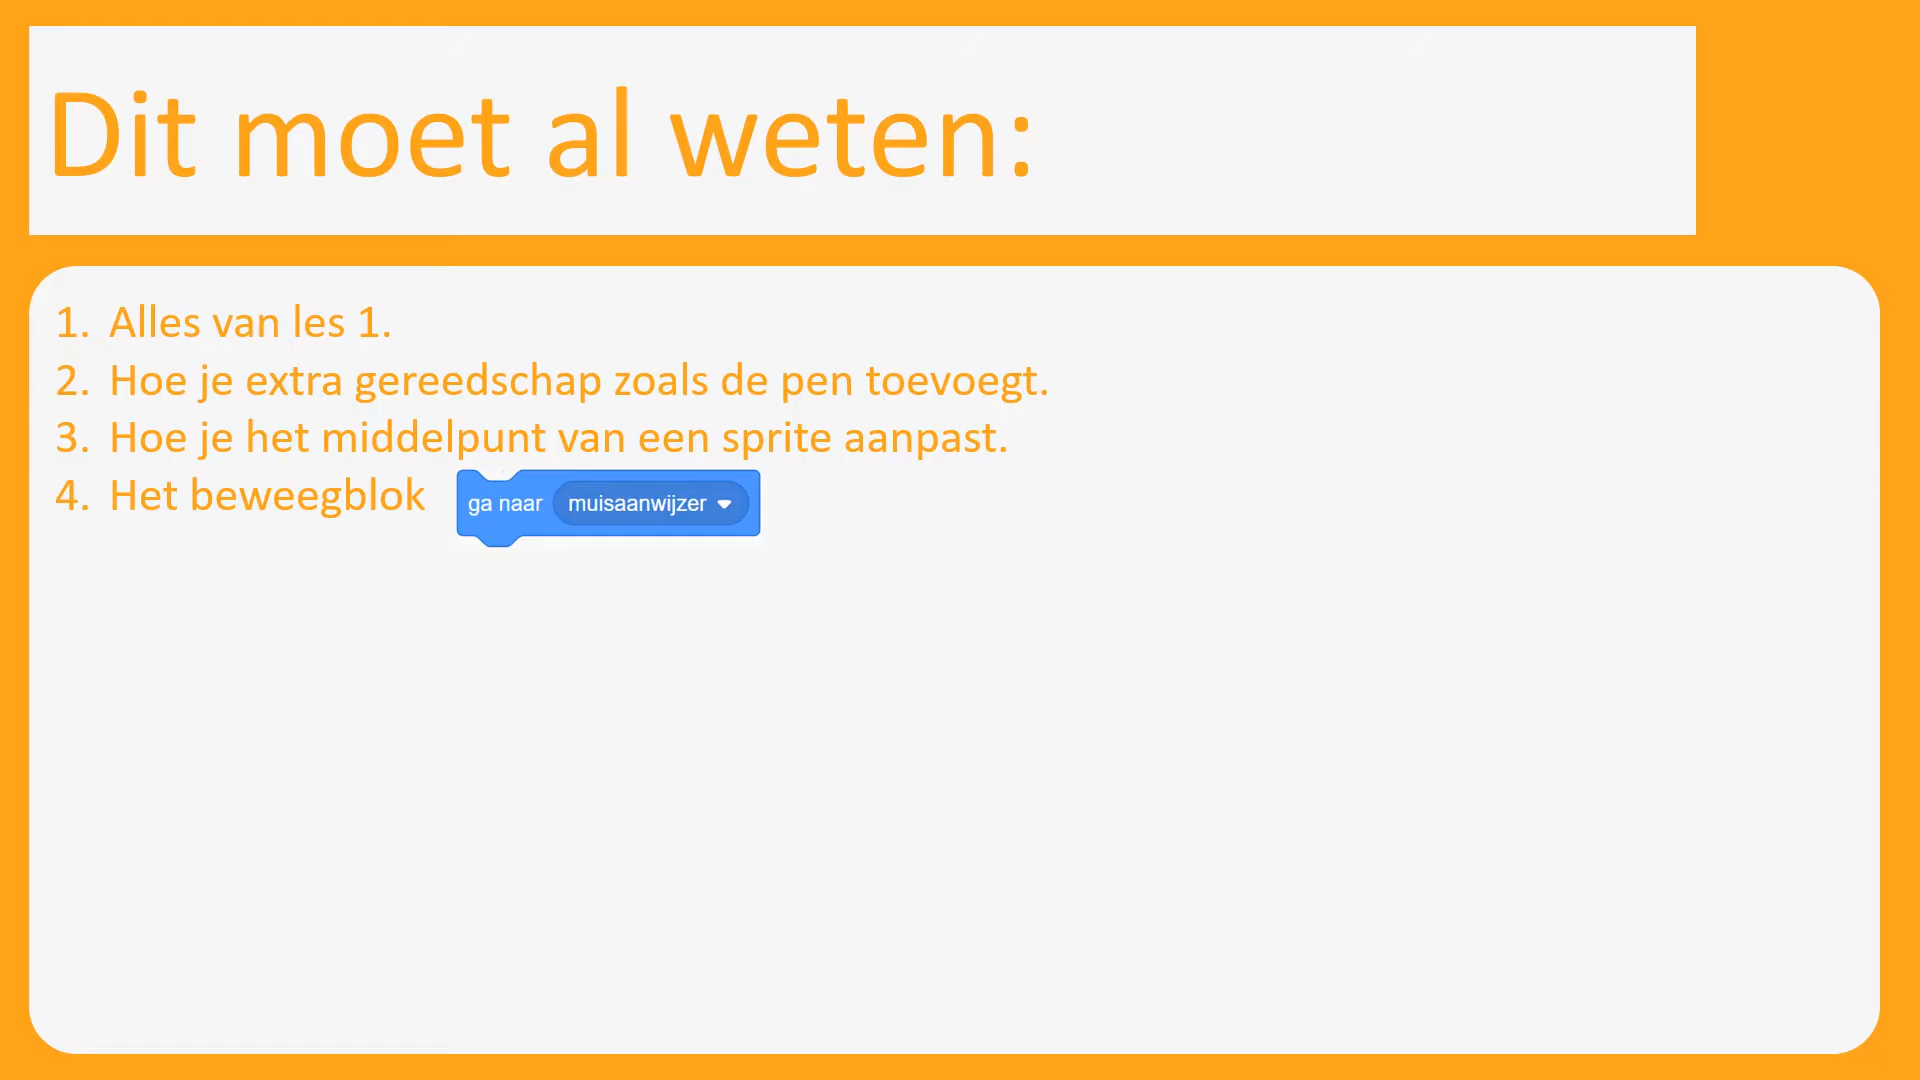 Dit moet al weten:
1. Alles van les 1.
2. Hoe je extra gereedschap zoals de pen toevoegt.
3. Hoe je het middelpunt van een sprite aanpast.
4. Het beweegblok ga naar muisaanwijzer